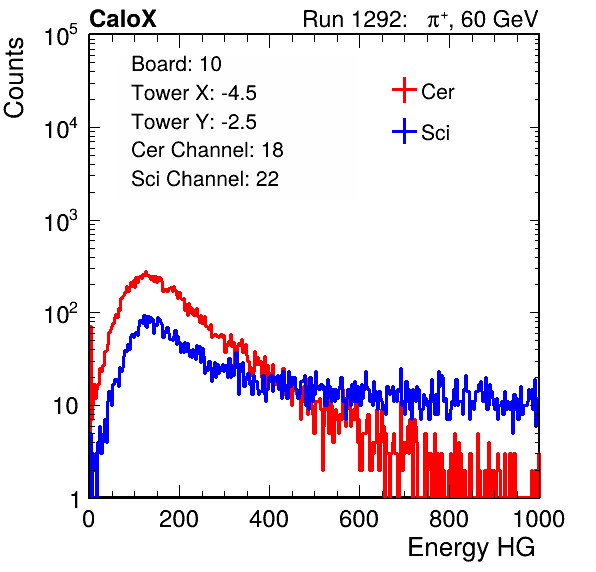 CaloX Run 1292: π⁺, 60 GeV
Counts
Board: 10
Tower X: -4.5
Tower Y: -2.5
Cer Channel: 18
Sci Channel: 22
Cer
Sci
10⁵
10⁴
10³
10²
10
1
0 200 400 600 800 1000
Energy HG